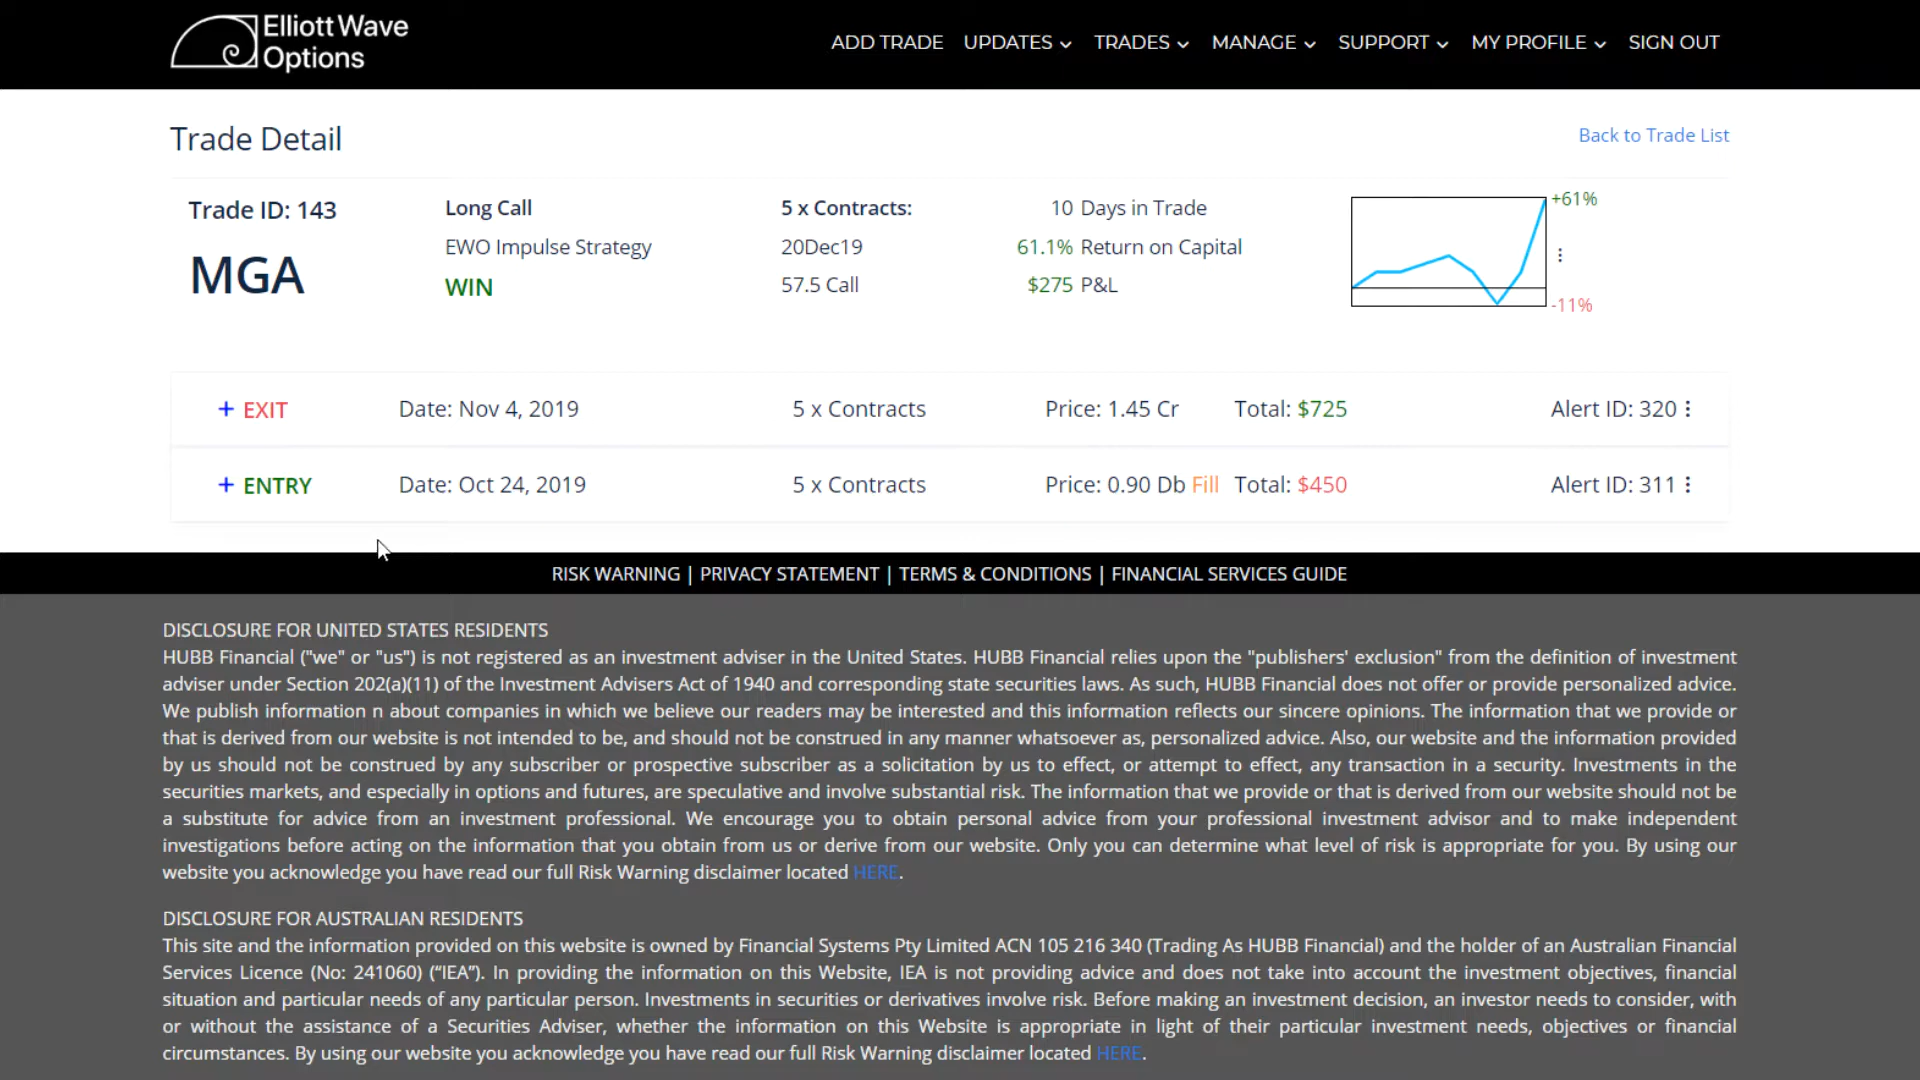 Elliott Wave
Options
ADD TRADE UPDATES TRADES MANAGE SUPPORT MY PROFILE SIGN OUT
Trade Detail
Back to Trade List
Trade ID: 143
MGA
Long Call
EWO Impulse Strategy
WIN
5 x Contracts:
20Dec19
57.5 Call
10 Days in Trade
61.1% Return on Capital
$275 P&L
+61%
-11%
+ EXIT Date: Nov 4, 2019 5 x Contracts Price: 1.45 Cr Total: $725 Alert ID: 320
+ ENTRY Date: Oct 24, 2019 5 x Contracts Price: 0.90 Db Fill Total: $450 Alert ID: 311
RISK WARNING | PRIVACY STATEMENT | TERMS & CONDITIONS | FINANCIAL SERVICES GUIDE
DISCLOSURE FOR UNITED STATES RESIDENTS
HUBB Financial ("we" or "us") is not registered as an investment adviser in the United States. HUBB Financial relies upon the "publishers' exclusion" from the definition of investment
adviser under Section 202(a)(11) of the Investment Advisers Act of 1940 and corresponding state securities laws. As such, HUBB Financial does not offer or provide personalized advice.
We publish information n about companies in which we believe our readers may be interested and this information reflects our sincere opinions. The information that we provide or
that is derived from our website is not intended to be, and should not be construed in any manner whatsoever as, personalized advice. Also, our website and the information provided
by us should not be construed by any subscriber or prospective subscriber as a solicitation by us to effect, or attempt to effect, any transaction in a security. Investments in the
securities markets, and especially in options and futures, are speculative and involve substantial risk. The information that we provide or that is derived from our website should not be
a substitute for advice from an investment professional. We encourage you to obtain personal advice from your professional investment advisor and to make independent
investigations before acting on the information that you obtain from us or derive from our website. Only you can determine what level of risk is appropriate for you. By using our
website you acknowledge you have read our full Risk Warning disclaimer located HERE.
DISCLOSURE FOR AUSTRALIAN RESIDENTS
This site and the information provided on this website is owned by Financial Systems Pty Limited ACN 105 216 340 (Trading As HUBB Financial) and the holder of an Australian Financial
Services Licence (No: 241060) (“IEA”). In providing the information on this Website, IEA is not providing advice and does not take into account the investment objectives, financial
situation and particular needs of any particular person. Investments in securities or derivatives involve risk. Before making an investment decision, an investor needs to consider, with
or without the assistance of a Securities Adviser, whether the information on this Website is appropriate in light of their particular investment needs, objectives or financial
circumstances. By using our website you acknowledge you have read our full Risk Warning disclaimer located HERE.